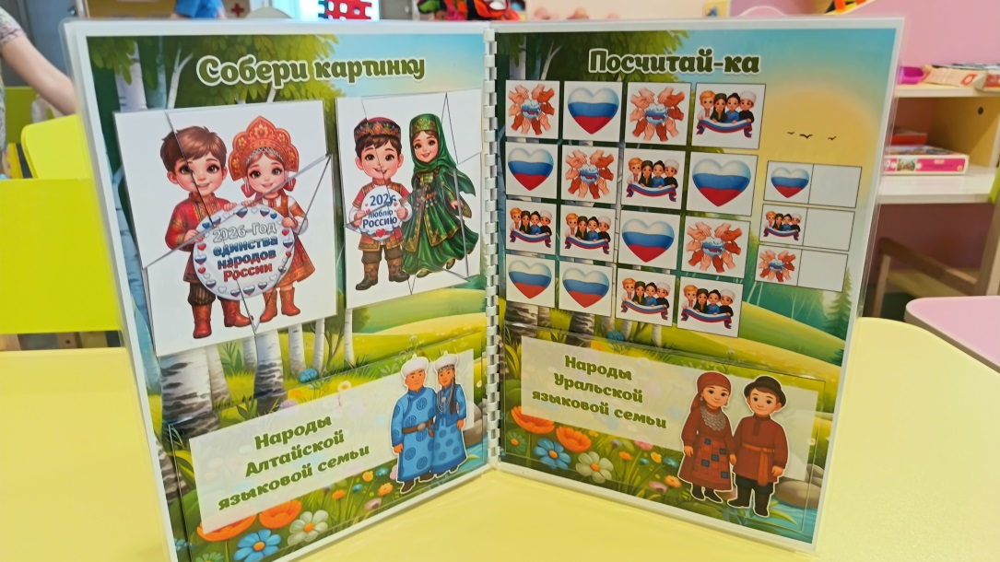 Собери картинку
2026-Год
единства
народов
России
2026
люблю
Россию
Народы
Алтайской
языковой семьи
Посчитай-ка
Народы
Уральской
языковой семьи